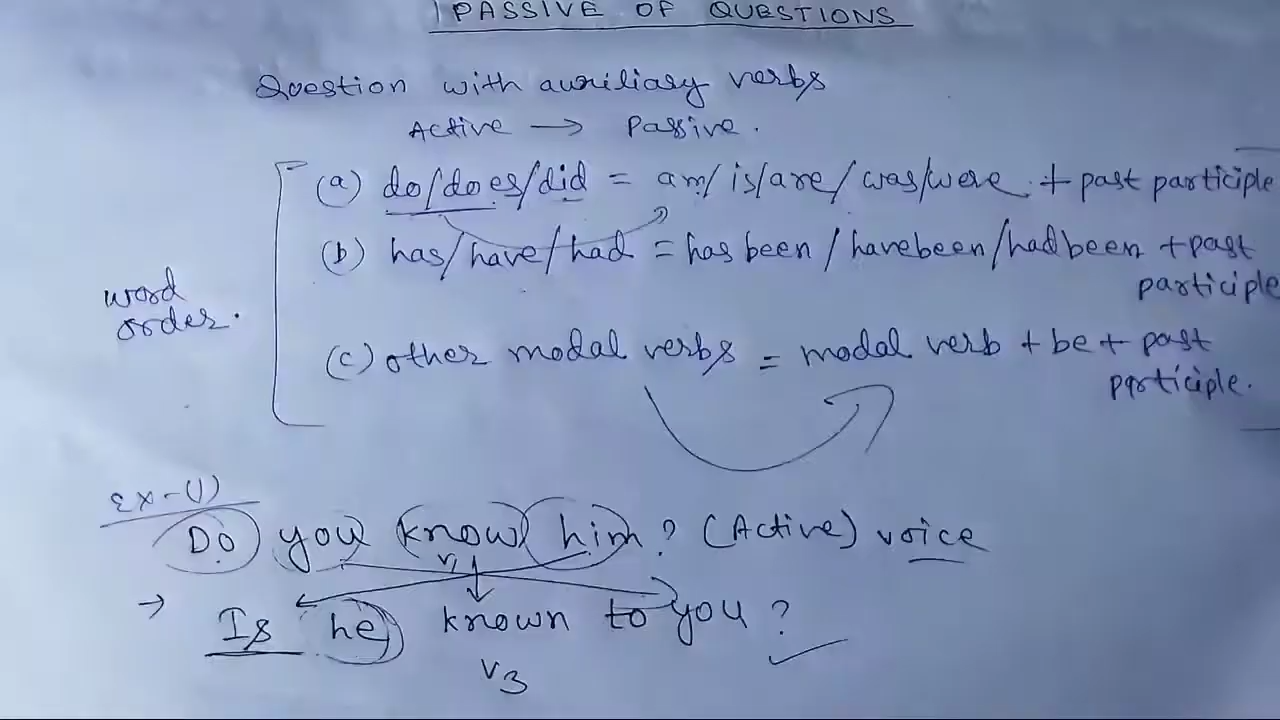 PASSIVE OF QUESTIONS
Question with auxiliary verbs
Active → Passive.
(a) do/does/did = am/is/are/was/were + past participle
(b) has/have/had = has been / have been/had been + past
participle
word
order.
(c) other modal verbs = modal verb + be + past
participle.
Ex-(1)
Do you know him? (Active) voice
V1
→ Is he known to you?
V3